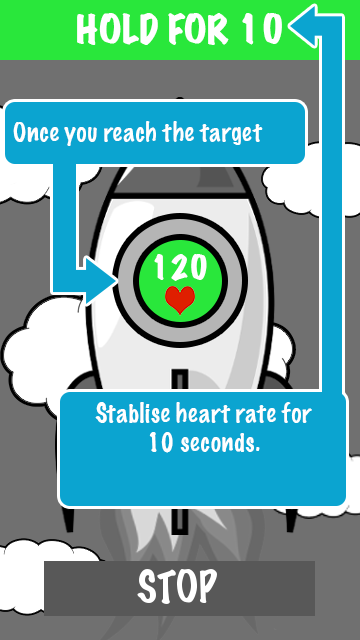 HOLD FOR 10
Once you reach the target
120
Stablise heart rate for
10 seconds.
STOP